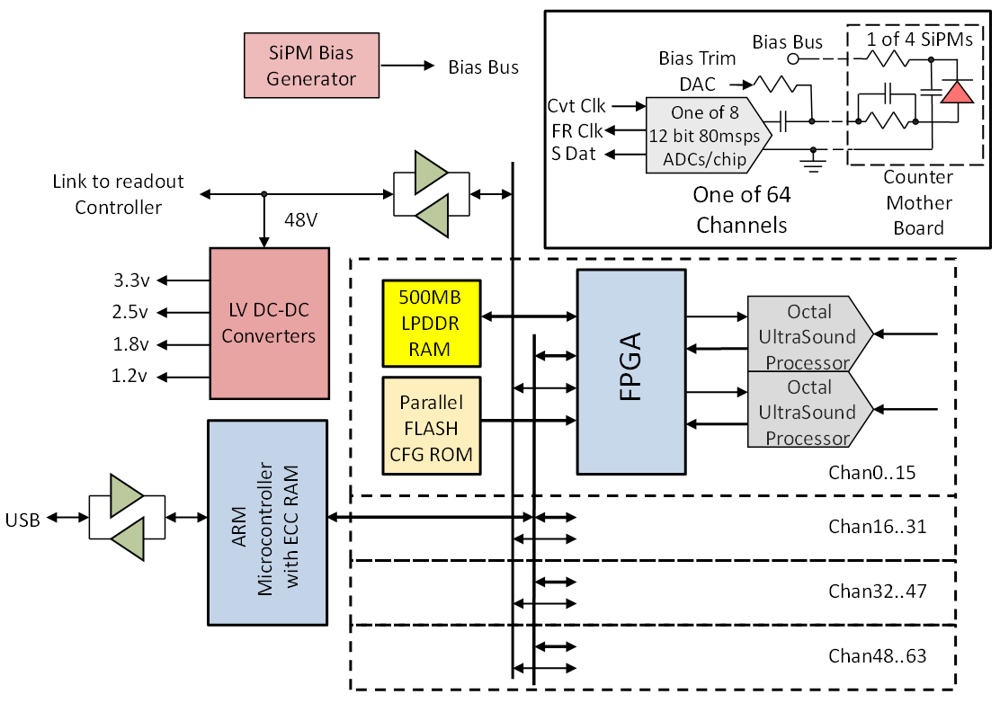 SiPM Bias
Generator
Bias Bus
Bias Bus
1 of 4 SiPMs
Bias Trim
DAC
Cvt Clk
FR Clk
S Dat
One of 8
12 bit 80msps
ADCs/chip
One of 64
Channels
Counter
Mother
Board
Link to readout
Controller
48V
3.3v
2.5v
1.8v
1.2v
LV DC-DC
Converters
500MB
LPDDR
RAM
Parallel
FLASH
CFG ROM
FPGA
Octal
UltraSound
Processor
Octal
UltraSound
Processor
Chan0..15
USB
ARM
Microcontroller
with ECC RAM
Chan16..31
Chan32..47
Chan48..63